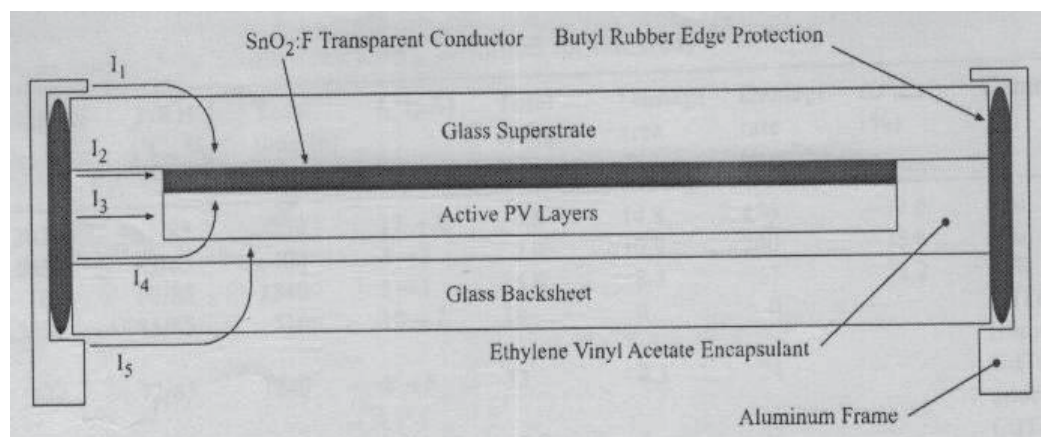 SnO₂:F Transparent Conductor Butyl Rubber Edge Protection
I₁
Glass Superstrate
I₂
I₃
Active PV Layers
I₄
Glass Backsheet
I₅
Ethylene Vinyl Acetate Encapsulant
Aluminum Frame